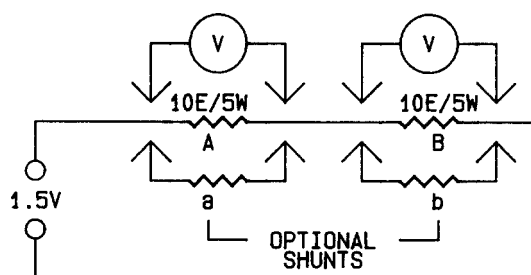 V V
10E/5W 10E/5W
A B
1.5V
a b
OPTIONAL
SHUNTS